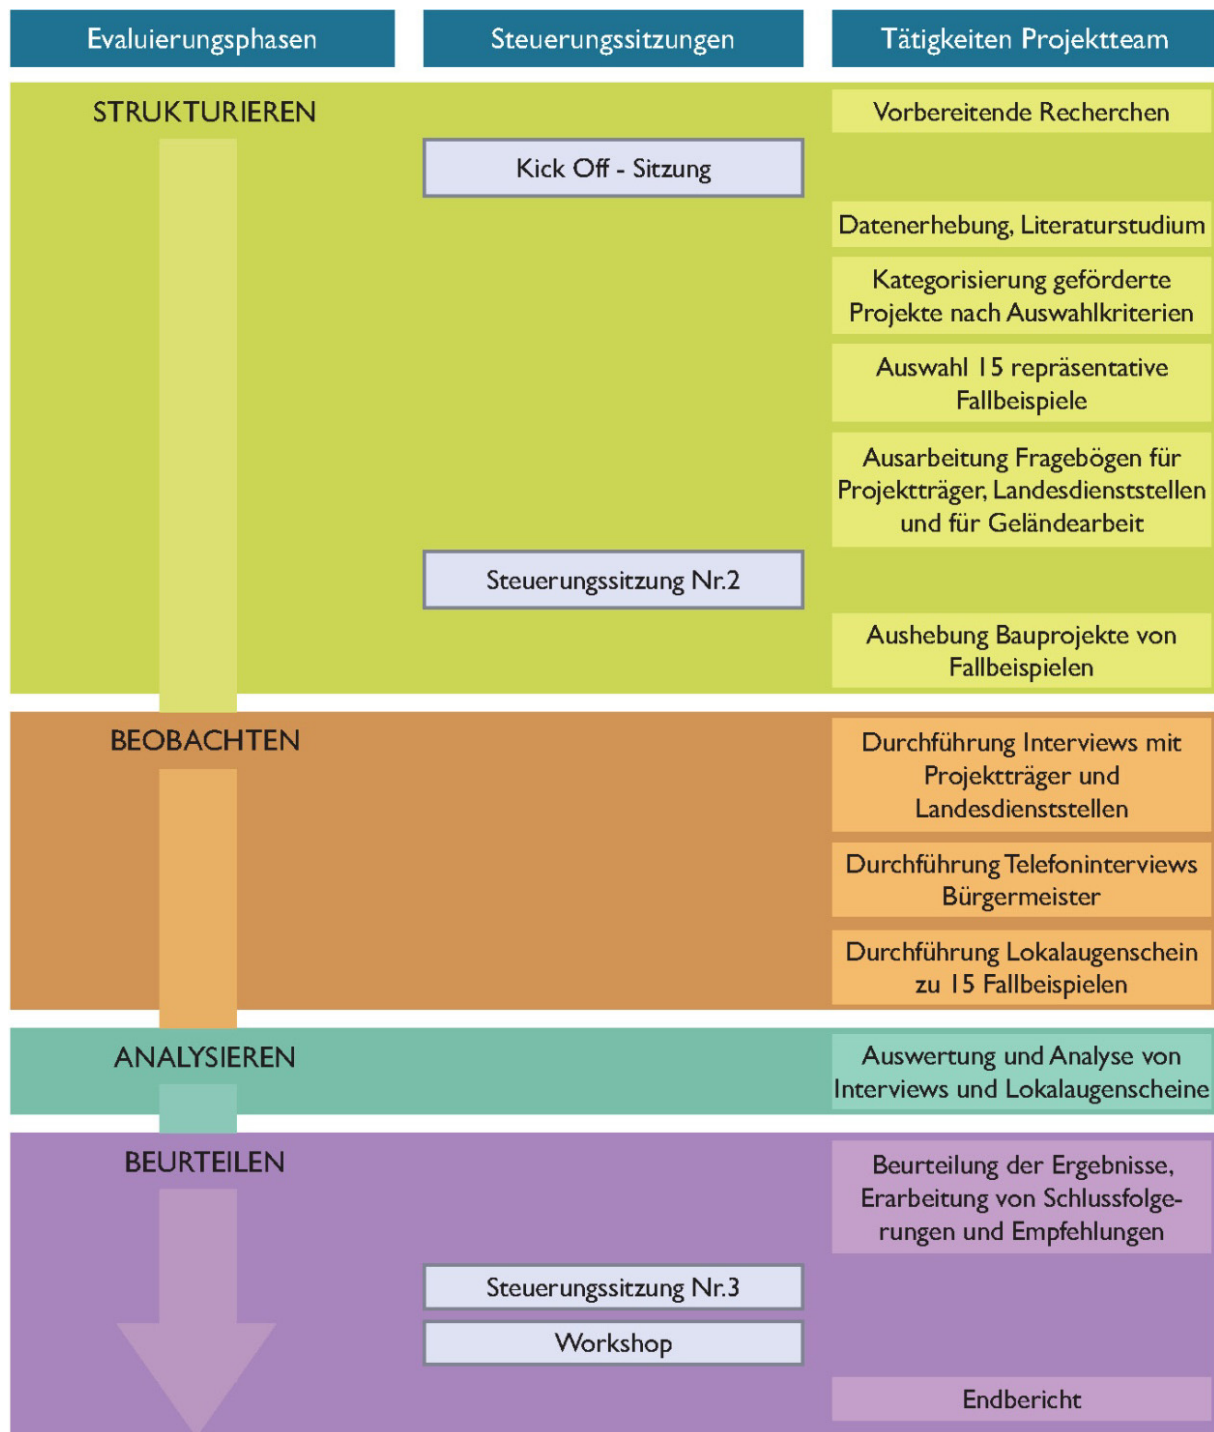 Evaluierungsphasen
Steuerungssitzungen
Tätigkeiten Projektteam
STRUKTURIEREN
Vorbereitende Recherchen
Kick Off - Sitzung
Datenerhebung, Literaturstudium
Kategorisierung geförderte
Projekte nach Auswahlkriterien
Auswahl 15 repräsentative
Fallbeispiele
Ausarbeitung Fragebögen für
Projektträger, Landesdienststellen
und für Geländearbeit
Steuerungssitzung Nr.2
Aushebung Bauprojekte von
Fallbeispielen
BEOBACHTEN
Durchführung Interviews mit
Projektträger und
Landesdienststellen
Durchführung Telefoninterviews
Bürgermeister
Durchführung Lokalaugenschein
zu 15 Fallbeispielen
ANALYSIEREN
Auswertung und Analyse von
Interviews und Lokalaugenscheine
BEURTEILEN
Beurteilung der Ergebnisse,
Erarbeitung von Schlussfolge-
rungen und Empfehlungen
Steuerungssitzung Nr.3
Workshop
Endbericht